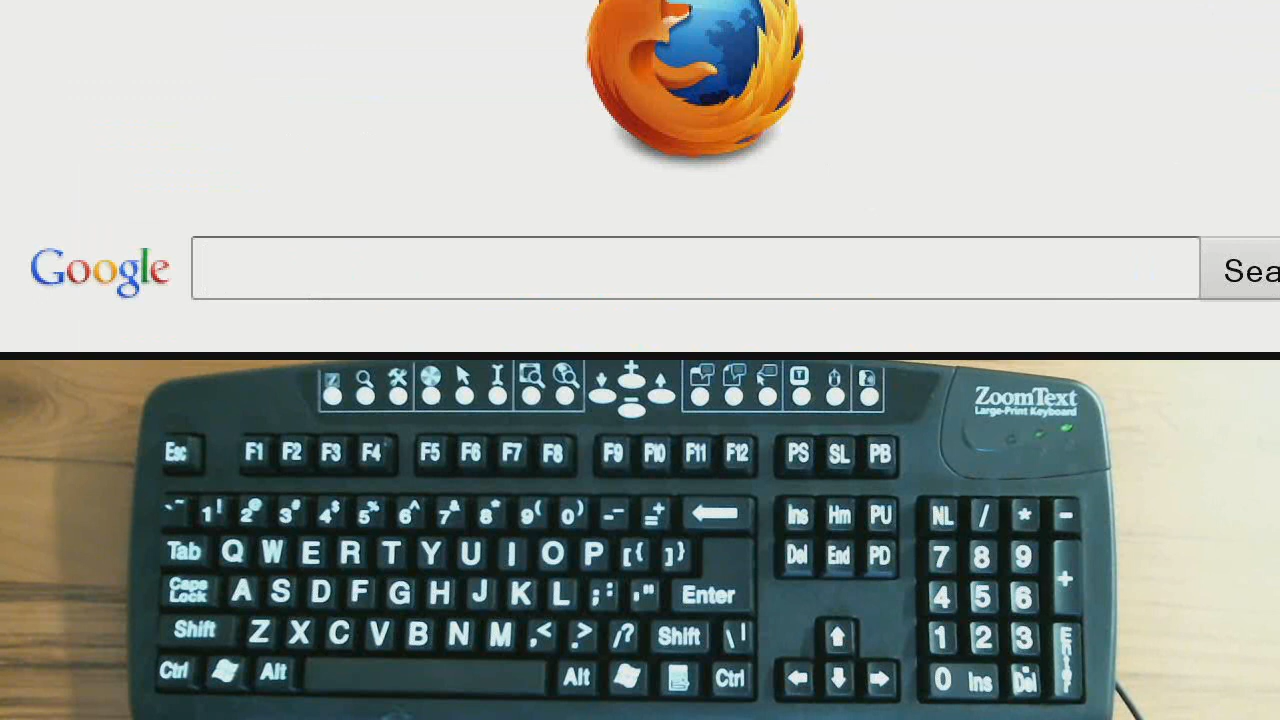 Google
Sea
ZoomText
Large-Print Keyboard
Esc F1 F2 F3 F4 F5 F6 F7 F8 F9 F10 F11 F12 PS SL PB
`~ 1! 2@ 3# 4$ 5% 6^ 7& 8* 9( 0) -_ =+ Ins Hm PU NL / * -
Tab Q W E R T Y U I O P [{ ]} Del End PD 7 8 9 +
Caps Lock A S D F G H J K L ;: '" Enter 4 5 6
Shift Z X C V B N M ,< .> /? Shift \| 1 2 3 Enter
Ctrl Alt Alt Ctrl 0 Ins .Del